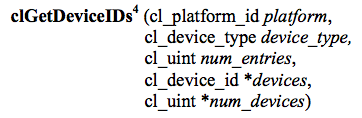 clGetDeviceIDs⁴ (cl_platform_id platform,
cl_device_type device_type,
cl_uint num_entries,
cl_device_id *devices,
cl_uint *num_devices)